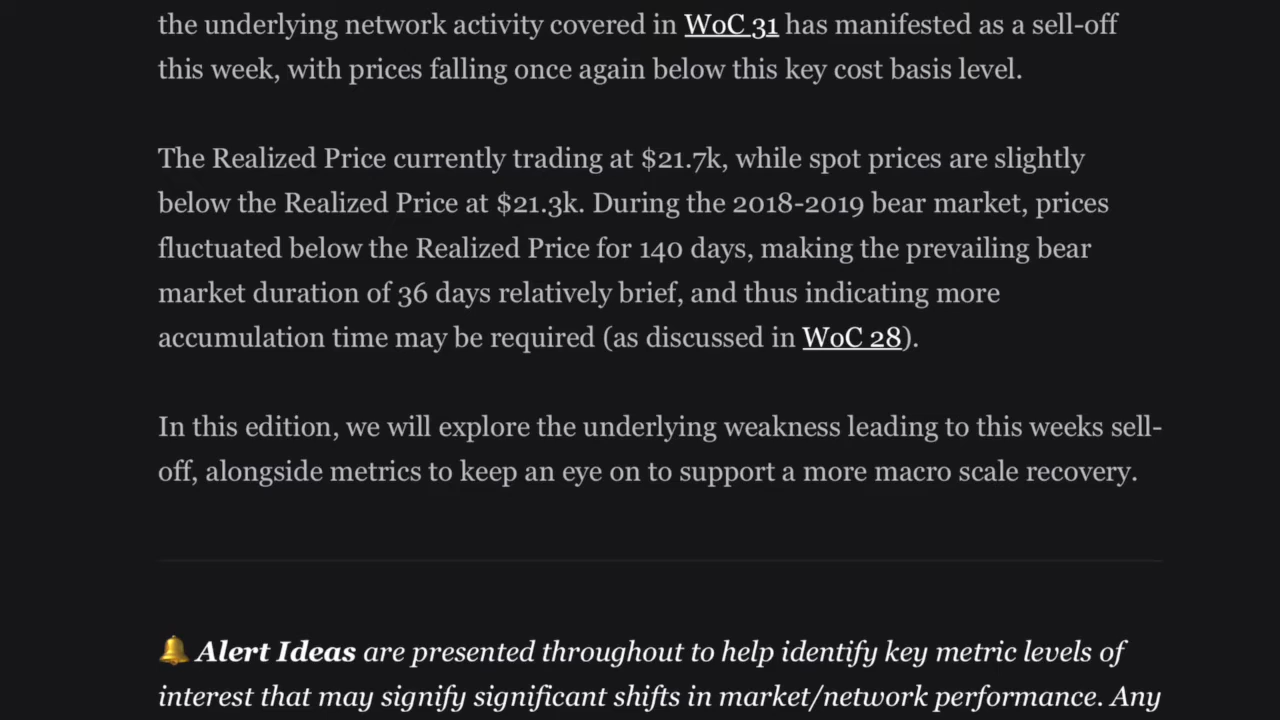 the underlying network activity covered in WoC 31 has manifested as a sell-off
this week, with prices falling once again below this key cost basis level.
The Realized Price currently trading at $21.7k, while spot prices are slightly
below the Realized Price at $21.3k. During the 2018-2019 bear market, prices
fluctuated below the Realized Price for 140 days, making the prevailing bear
market duration of 36 days relatively brief, and thus indicating more
accumulation time may be required (as discussed in WoC 28).
In this edition, we will explore the underlying weakness leading to this weeks sell-
off, alongside metrics to keep an eye on to support a more macro scale recovery.
🔔 Alert Ideas are presented throughout to help identify key metric levels of
interest that may signify significant shifts in market/network performance. Any